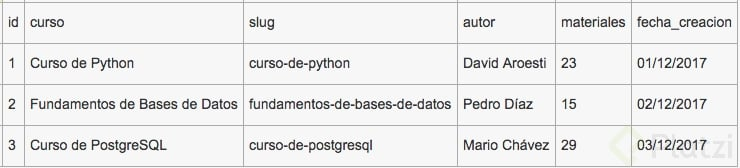 id curso slug autor materiales fecha_creacion
1 Curso de Python curso-de-python David Aroesti 23 01/12/2017
2 Fundamentos de Bases de Datos fundamentos-de-bases-de-datos Pedro Díaz 15 02/12/2017
3 Curso de PostgreSQL curso-de-postgresql Mario Chávez 29 03/12/2017
Platzi